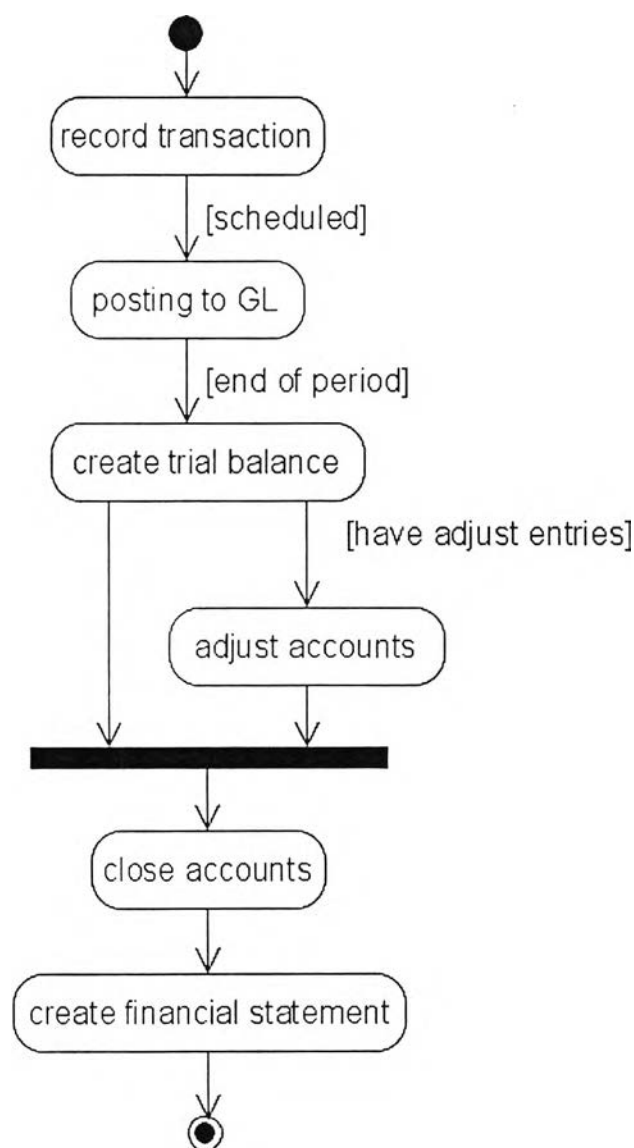 record transaction
[scheduled]
posting to GL
[end of period]
create trial balance
[have adjust entries]
adjust accounts
close accounts
create financial statement